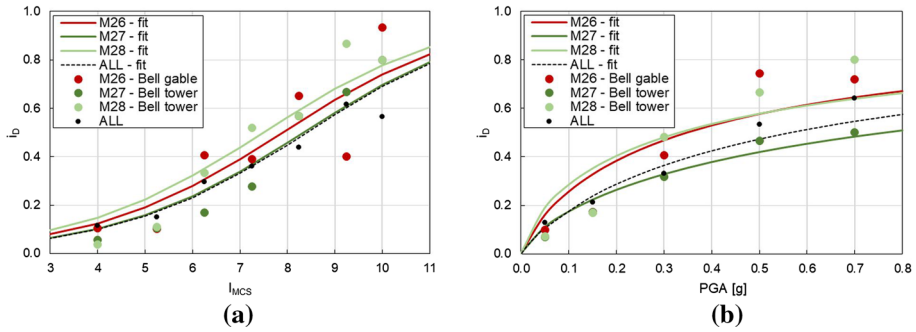 (a)
1.0
0.8
0.6
0.4
0.2
0.0
i_D
M26 - fit
M27 - fit
M28 - fit
ALL - fit
M26 - Bell gable
M27 - Bell tower
M28 - Bell tower
ALL
3 4 5 6 7 8 9 10 11
I_MCS
(a)
(b)
1.0
0.8
0.6
0.4
0.2
0.0
i_D
M26 - fit
M27 - fit
M28 - fit
ALL - fit
M26 - Bell gable
M27 - Bell tower
M28 - Bell tower
ALL
0.0 0.1 0.2 0.3 0.4 0.5 0.6 0.7 0.8
PGA [g]
(b)